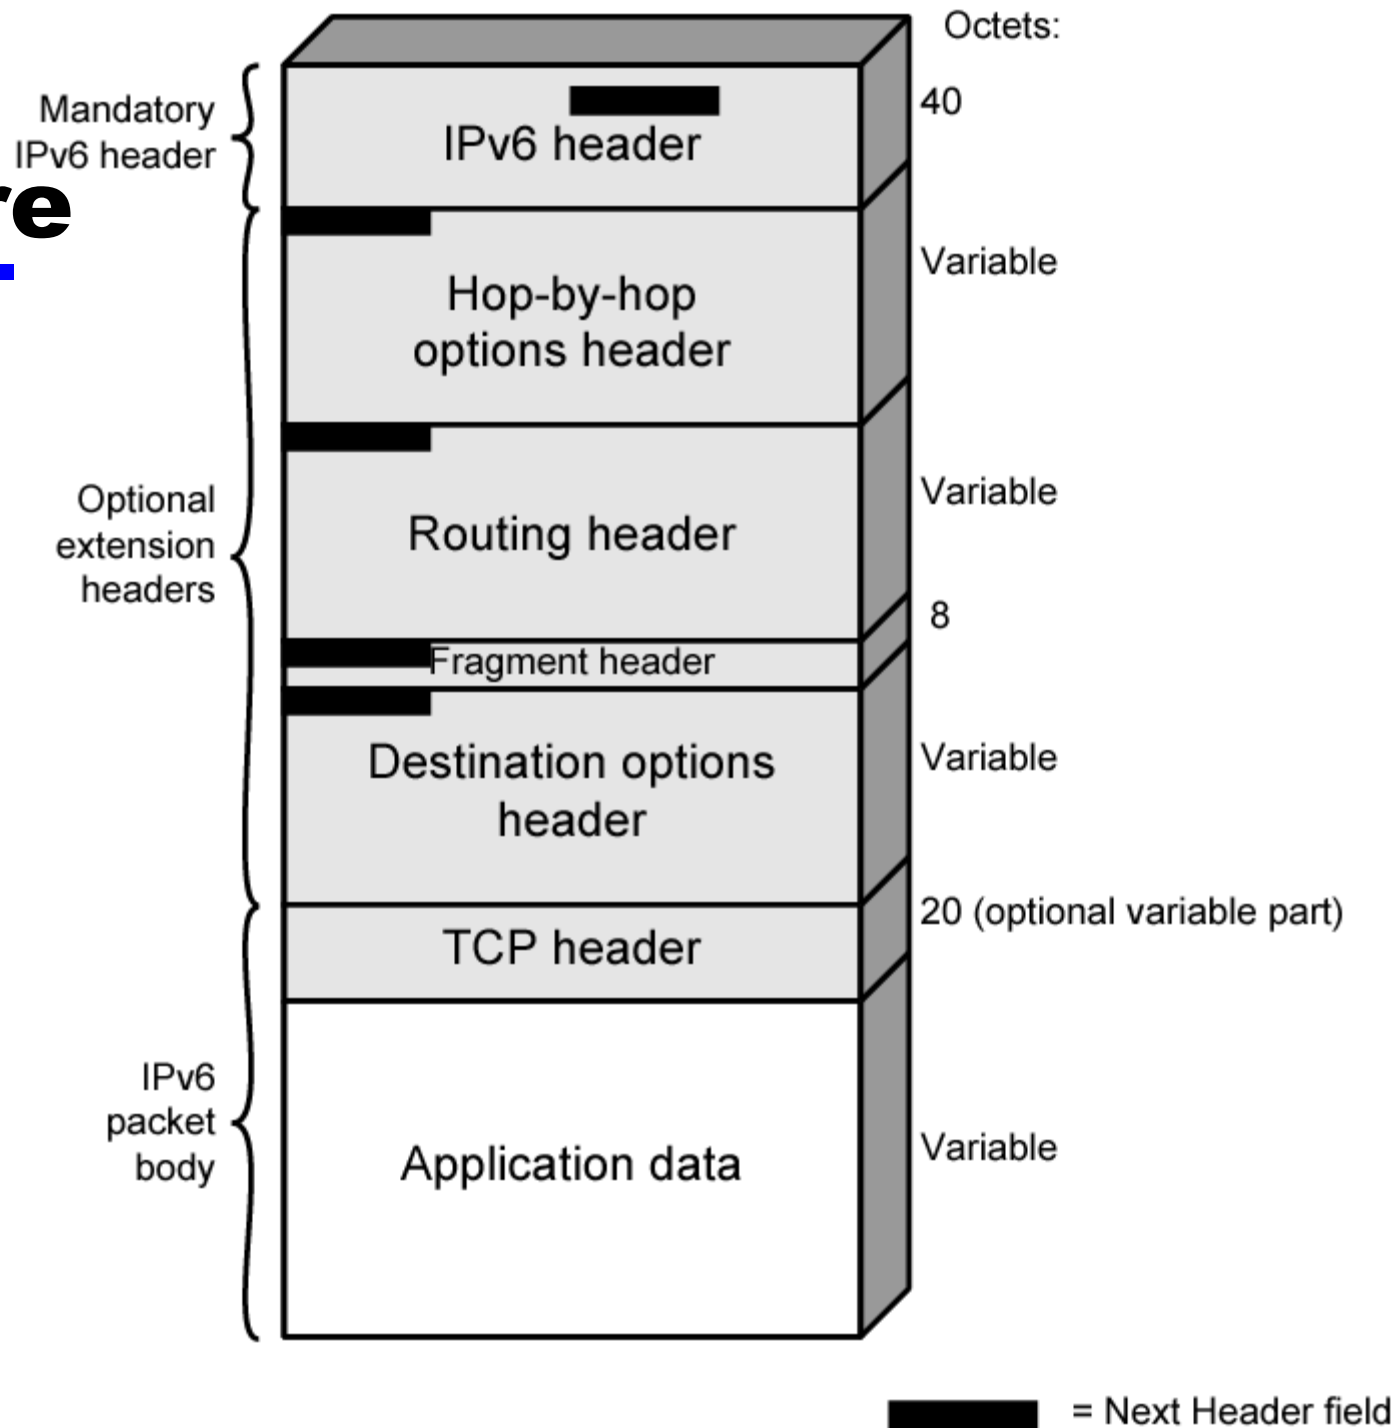 Octets:
Mandatory
IPv6 header
re
IPv6 header
40
Hop-by-hop
options header
Variable
Optional
extension
headers
Routing header
Variable
Fragment header
8
Destination options
header
Variable
TCP header
20 (optional variable part)
IPv6
packet
body
Application data
Variable
= Next Header field